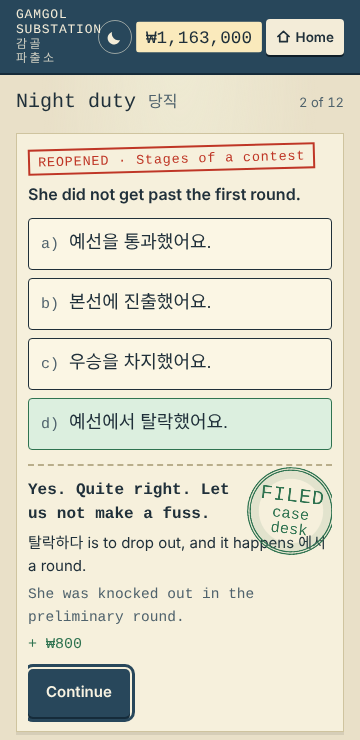 GAMGOL
SUBSTATION
감골
파출소
₩1,163,000
Home
Night duty 당직
2 of 12
REOPENED · Stages of a contest
She did not get past the first round.
a) 예선을 통과했어요.
b) 본선에 진출했어요.
c) 우승을 차지했어요.
d) 예선에서 탈락했어요.
Yes. Quite right. Let
us not make a fuss.
FILED
case
desk
탈락하다 is to drop out, and it happens 에서
a round.
She was knocked out in the
preliminary round.
+ ₩800
Continue